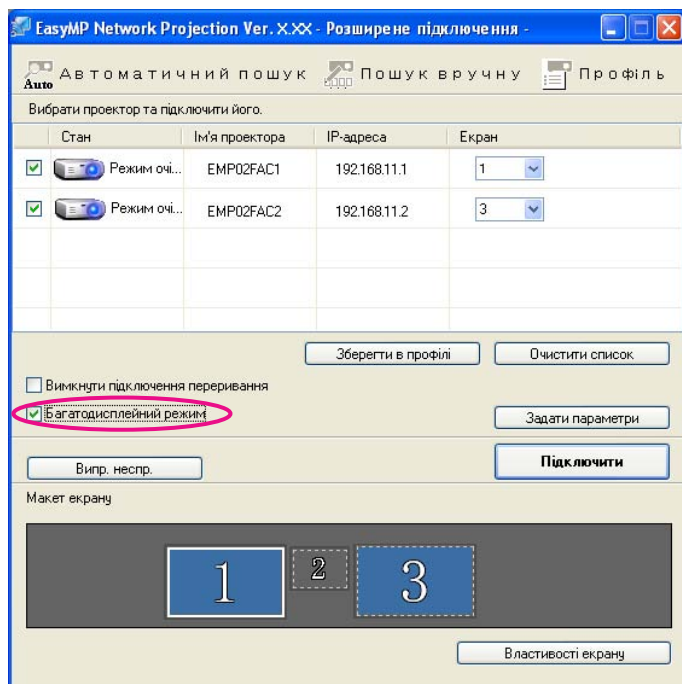 EasyMP Network Projection Ver. X.XX - Розширене підключення -
Auto Автоматичний пошук Пошук вручну Профіль
Вибрати проектор та підключити його.
Стан Ім'я проектора IP-адреса Екран
Режим очі... EMP02FAC1 192.168.11.1 1
Режим очі... EMP02FAC2 192.168.11.2 3
Зберегти в профілі Очистити список
Вимкнути підключення переривання
Багатодисплейний режим Задати параметри
Випр. неспр. Підключити
Макет екрану
1 2 3
Властивості екрану